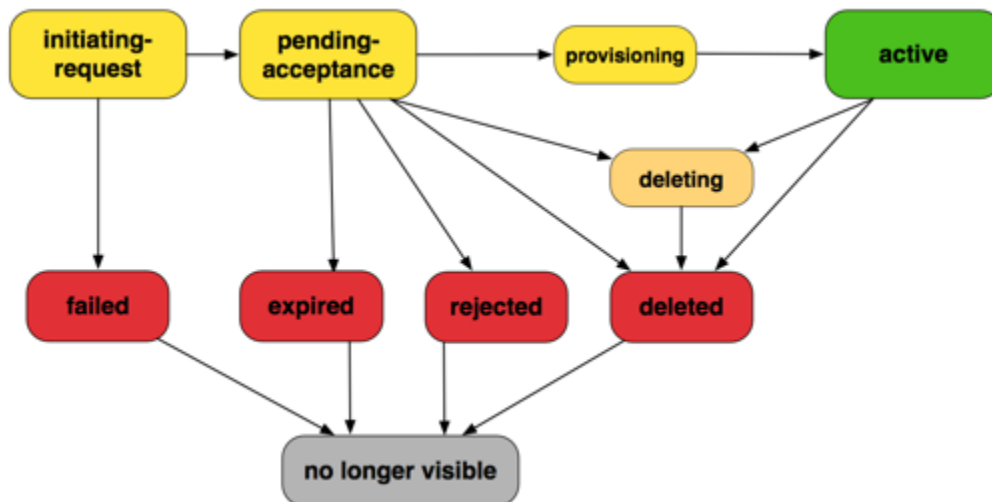 initiating-
request
pending-
acceptance
provisioning
active
deleting
failed
expired
rejected
deleted
no longer visible